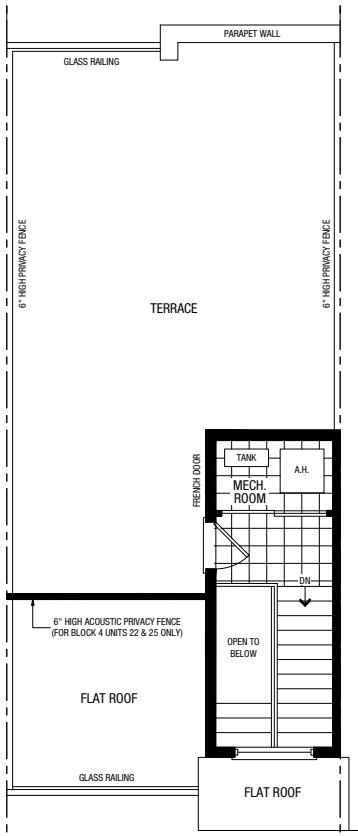 PARAPET WALL
GLASS RAILING
6" HIGH PRIVACY FENCE
6" HIGH PRIVACY FENCE
TERRACE
FRENCH DOOR
TANK
A.H.
MECH.
ROOM
DN
6" HIGH ACOUSTIC PRIVACY FENCE
(FOR BLOCK 4 UNITS 22 & 25 ONLY)
OPEN TO
BELOW
FLAT ROOF
GLASS RAILING
FLAT ROOF